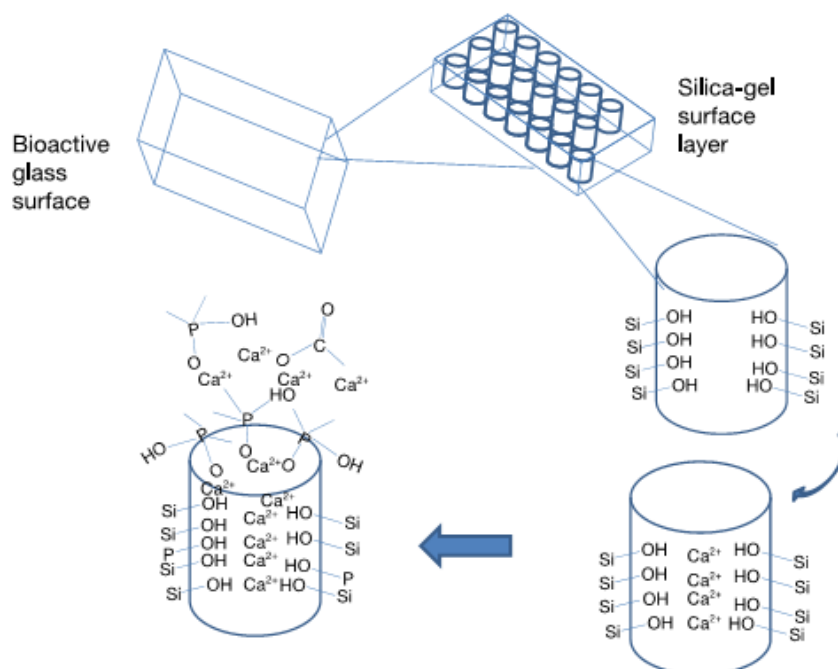 Bioactive
glass
surface
Silica-gel
surface
layer
Si OH HO Si
Si OH HO Si
Si OH HO Si
Si OH HO Si
Si OH Ca2+ HO Si
Si OH Ca2+ HO Si
Si OH Ca2+ HO Si
Si OH Ca2+ HO Si
O
P OH
C
O Ca2+ O
Ca2+ Ca2+ Ca2+
HO
P
HO P O P
O Ca2+ O OH
Ca2+ Ca2+
Si OH Ca2+ HO Si
Si OH Ca2+ HO Si
P OH Ca2+
Si OH Ca2+ HO P
Si OH Ca2+ HO Si